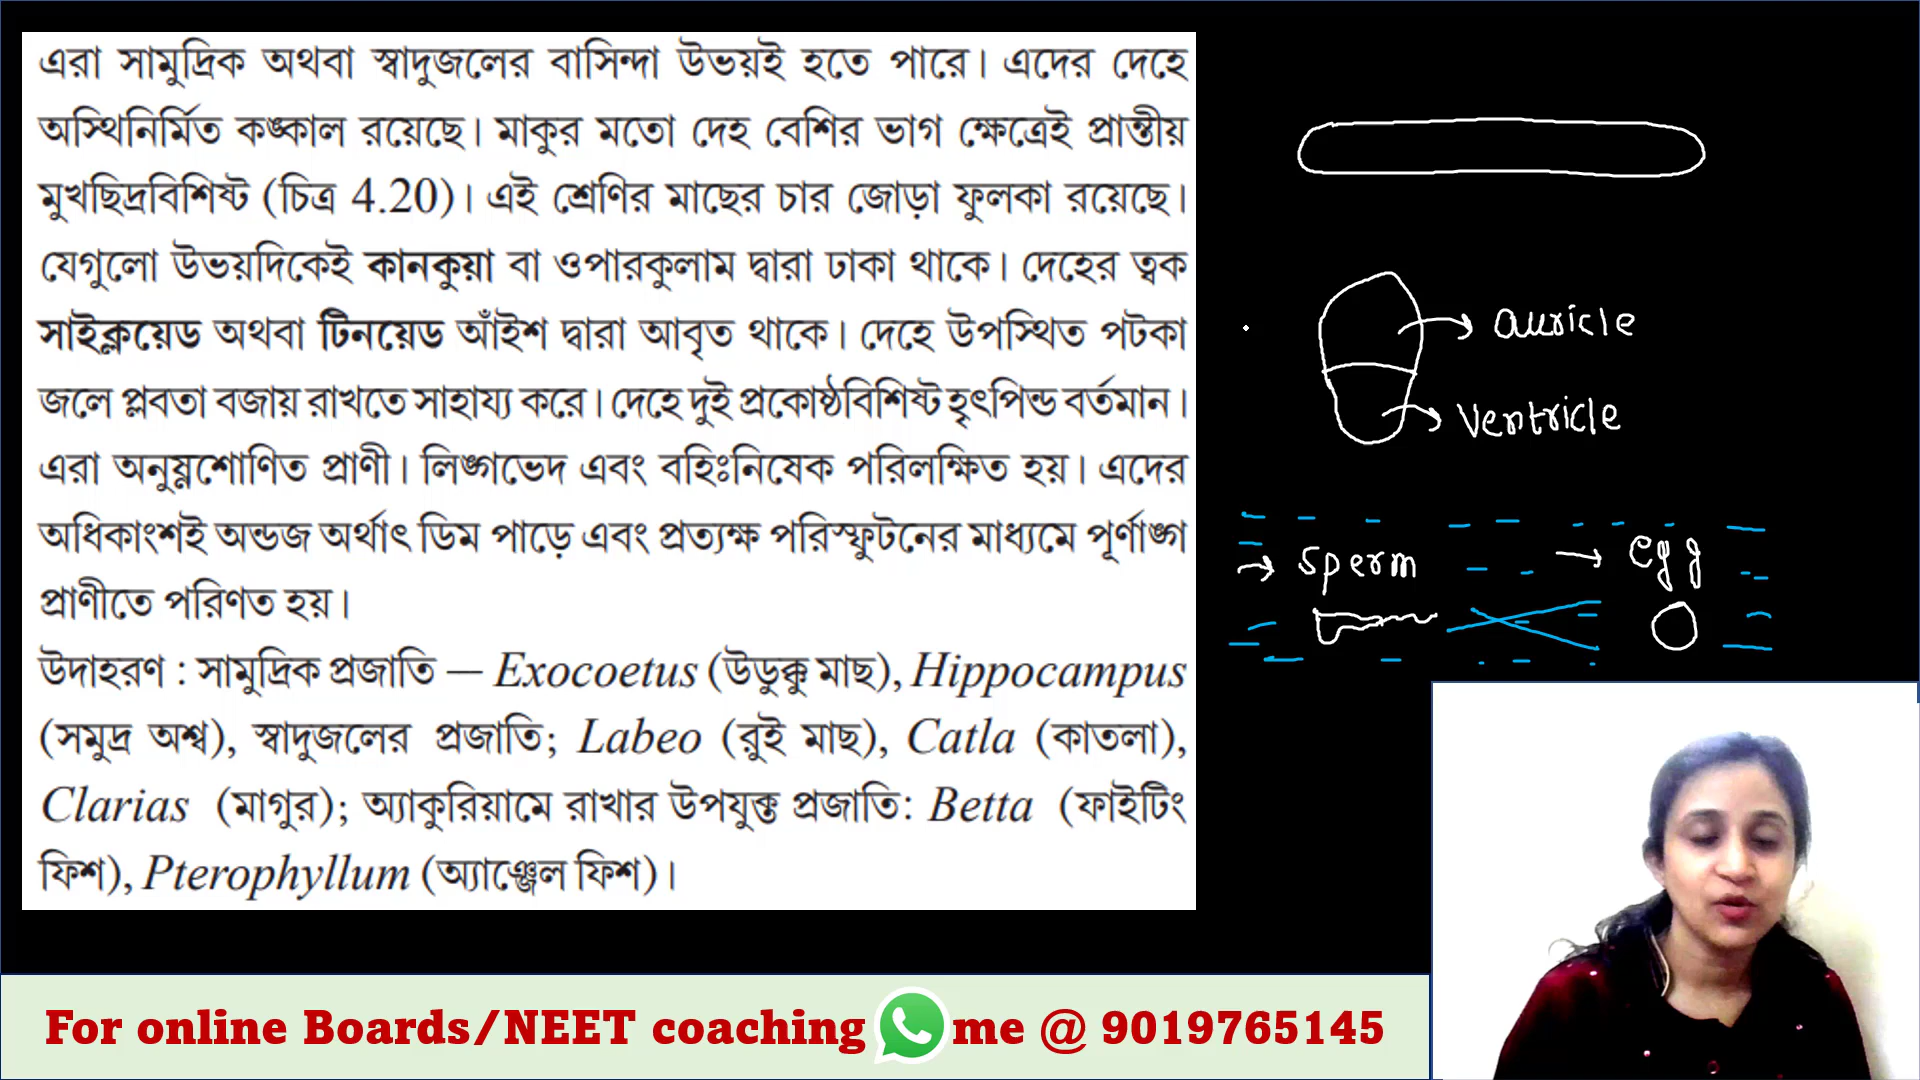 এরা সামুদ্রিক অথবা স্বাদুজলের বাসিন্দা উভয়ই হতে পারে। এদের দেহে
অস্থিনির্মিত কঙ্কাল রয়েছে। মাকুর মতো দেহ বেশির ভাগ ক্ষেত্রেই প্রান্তীয়
মুখছিদ্রবিশিষ্ট (চিত্র 4.20)। এই শ্রেণির মাছের চার জোড়া ফুলকা রয়েছে।
যেগুলো উভয়দিকেই কানকুয়া বা ওপারকুলাম দ্বারা ঢাকা থাকে। দেহের ত্বক
সাইক্লয়েড অথবা টিনয়েড আঁইশ দ্বারা আবৃত থাকে। দেহে উপস্থিত পটকা
জলে প্লবতা বজায় রাখতে সাহায্য করে। দেহে দুই প্রকোষ্ঠবিশিষ্ট হৃৎপিন্ড বর্তমান।
এরা অনুষ্ণশোণিত প্রাণী। লিঙ্গভেদ এবং বহিঃনিষেক পরিলক্ষিত হয়। এদের
অধিকাংশই অন্ডজ অর্থাৎ ডিম পাড়ে এবং প্রত্যক্ষ পরিস্ফুটনের মাধ্যমে পূর্ণাঙ্গ
প্রাণীতে পরিণত হয়।
উদাহরণ : সামুদ্রিক প্রজাতি — Exocoetus (উড়ুক্কু মাছ), Hippocampus
(সমুদ্র অশ্ব), স্বাদুজলের প্রজাতি; Labeo (রুই মাছ), Catla (কাতলা),
Clarias (মাগুর); অ্যাকুরিয়ামে রাখার উপযুক্ত প্রজাতি: Betta (ফাইটিং
ফিশ), Pterophyllum (অ্যাঞ্জেল ফিশ)।
auricle
ventricle
sperm
egg
For online Boards/NEET coaching me @ 9019765145